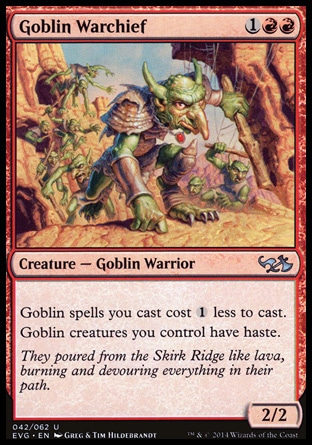 Goblin Warchief 1
Creature — Goblin Warrior
Goblin spells you cast cost 1 less to cast.
Goblin creatures you control have haste.
They poured from the Skirk Ridge like lava,
burning and devouring everything in their
path.
2/2
042/062 U
EVG • EN Greg & Tim Hildebrandt
™ & © 2014 Wizards of the Coast